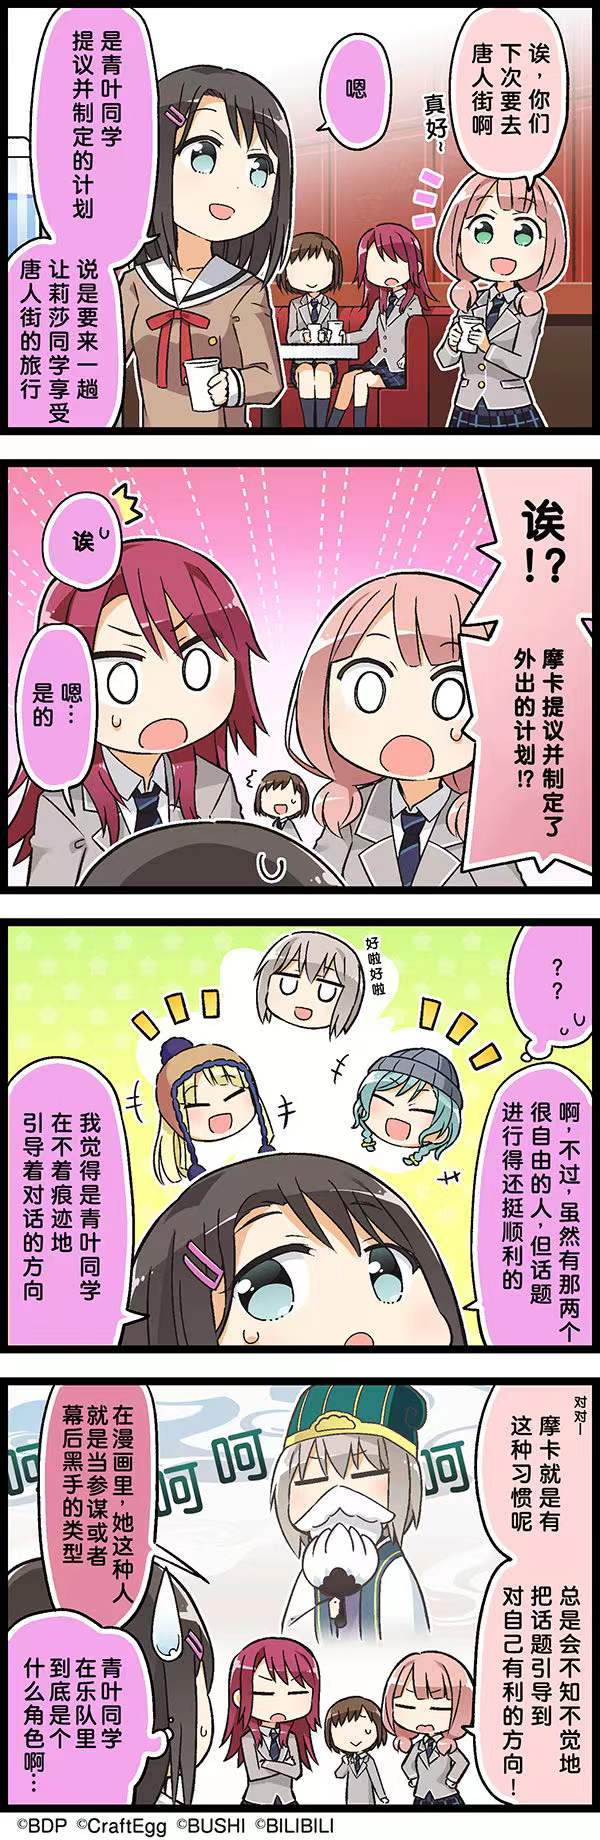 诶，你们
下次要去
唐人街啊
真好~
嗯
是青叶同学
提议并制定的计划
说是要来一趟
让莉莎同学享受
唐人街的旅行
诶!?
摩卡提议并制定了
外出的计划!?
诶
嗯…
是的
??
好啦好啦
啊，不过，虽然有那两个
很自由的人，但话题
进行得还挺顺利的
我觉得是青叶同学
在不着痕迹地
引导着对话的方向
对对—
摩卡就是有
这种习惯呢
总是会不知不觉地
把话题引导到
对自己有利的方向！
呵呵呵呵
在漫画里，她这种人
就是当参谋或者
幕后黑手的类型
青叶同学
在乐队里
到底是个
什么角色啊…
©BDP ©CraftEgg ©BUSHI ©BILIBILI